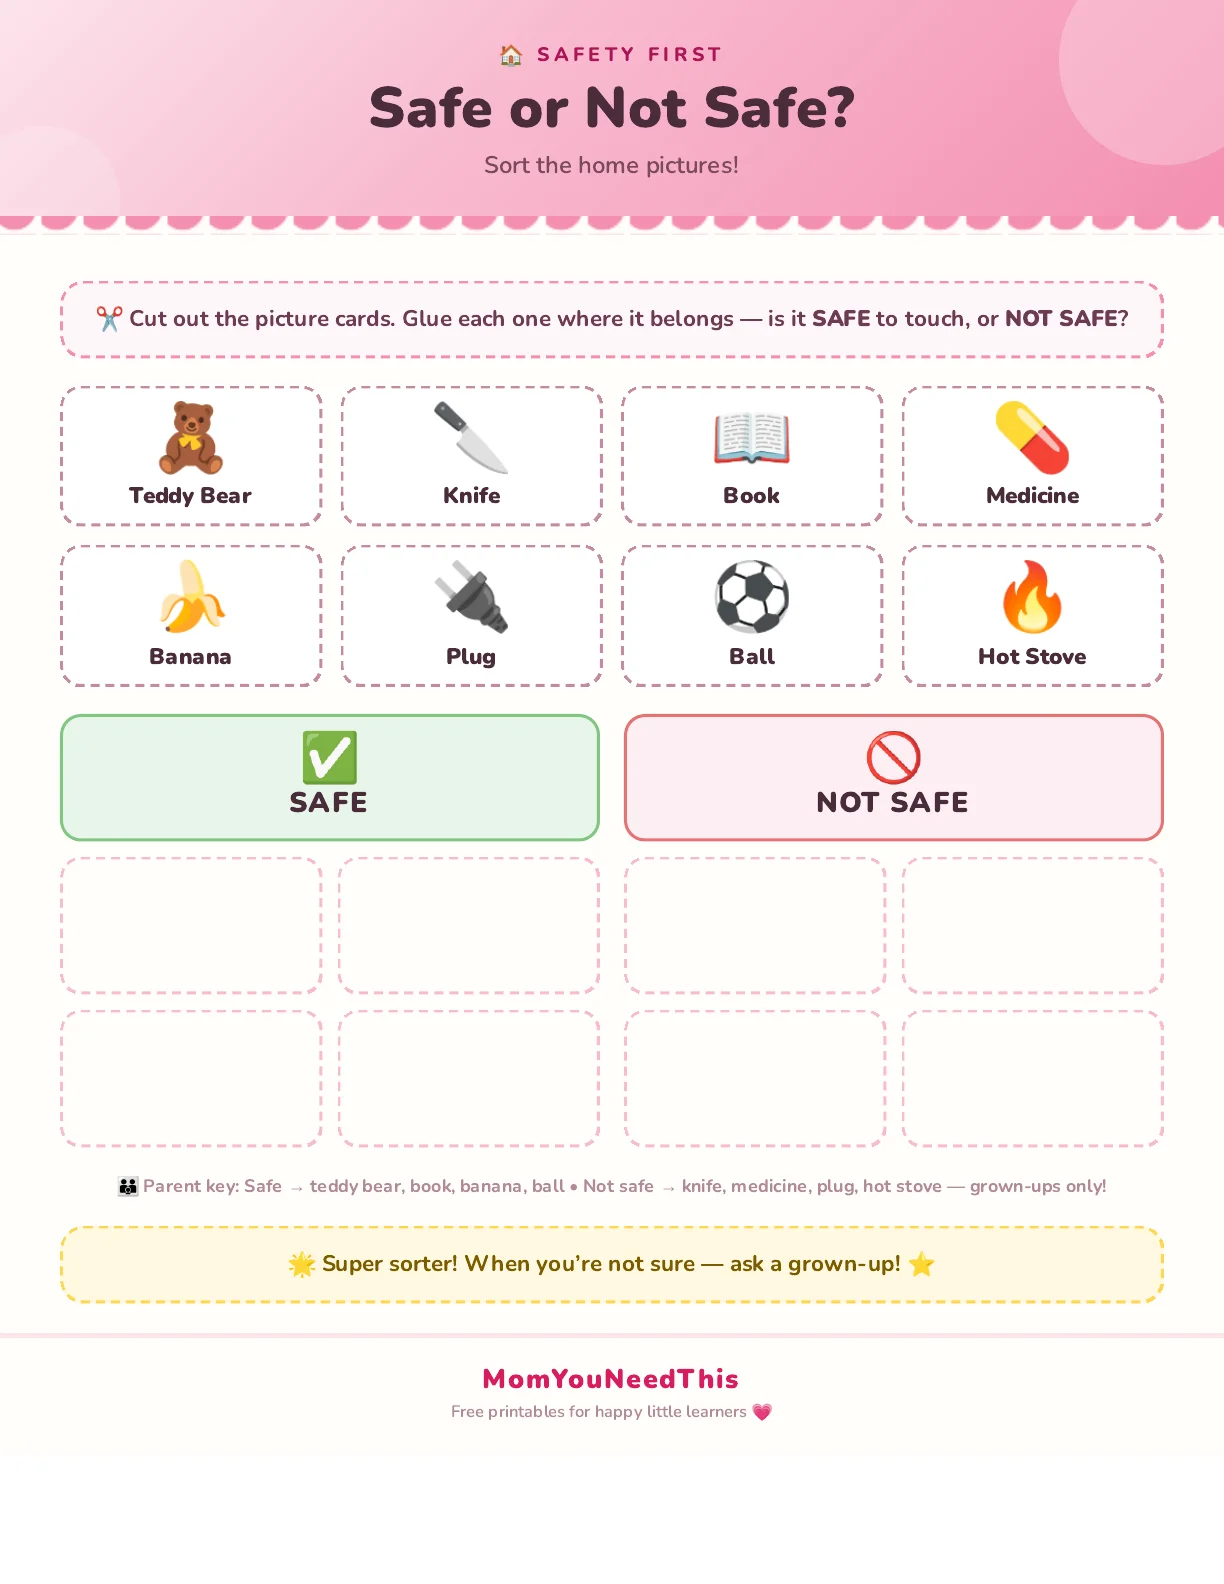 🏠 SAFETY FIRST
Safe or Not Safe?
Sort the home pictures!
✂️ Cut out the picture cards. Glue each one where it belongs — is it SAFE to touch, or NOT SAFE?
Teddy Bear
Knife
Book
Medicine
Banana
Plug
Ball
Hot Stove
SAFE
NOT SAFE
👪 Parent key: Safe → teddy bear, book, banana, ball • Not safe → knife, medicine, plug, hot stove — grown-ups only!
🌟 Super sorter! When you’re not sure — ask a grown-up! ⭐
MomYouNeedThis
Free printables for happy little learners 💗